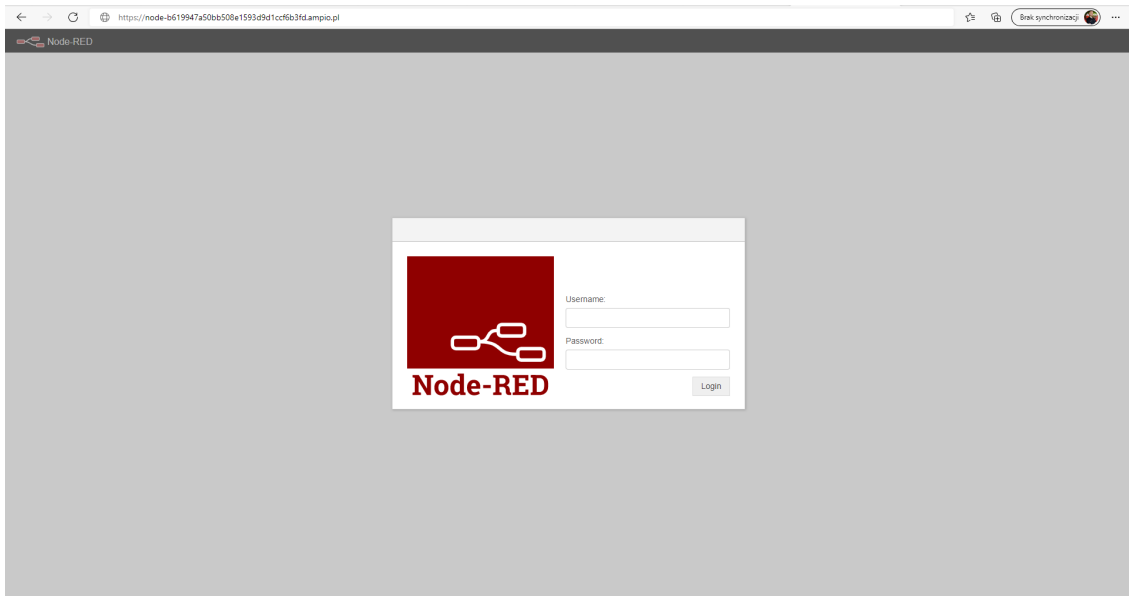 https://node-b619947a50bb508e1593d9d1ccf6b3fd.ampio.pl
Brak synchronizacji
Node-RED
Username:
Password:
Node-RED
Login